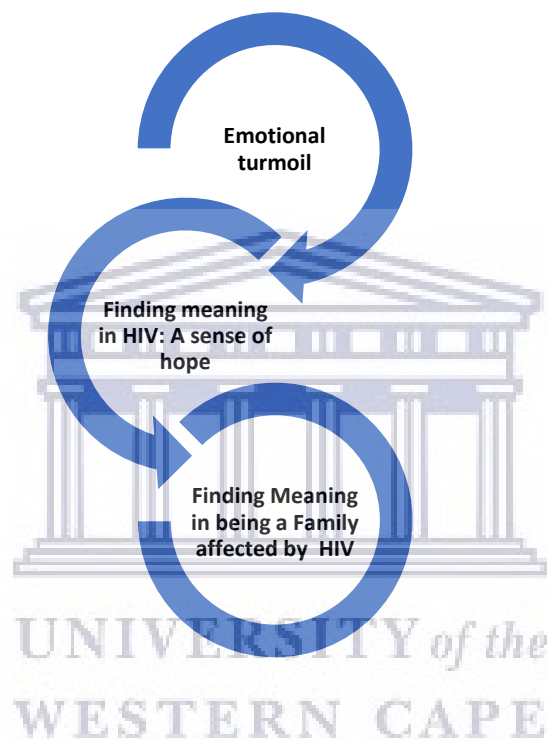 Emotional
turmoil
Finding meaning
in HIV: A sense of
hope
Finding Meaning
in being a Family
affected by HIV
UNIVERSITY of the
WESTERN CAPE